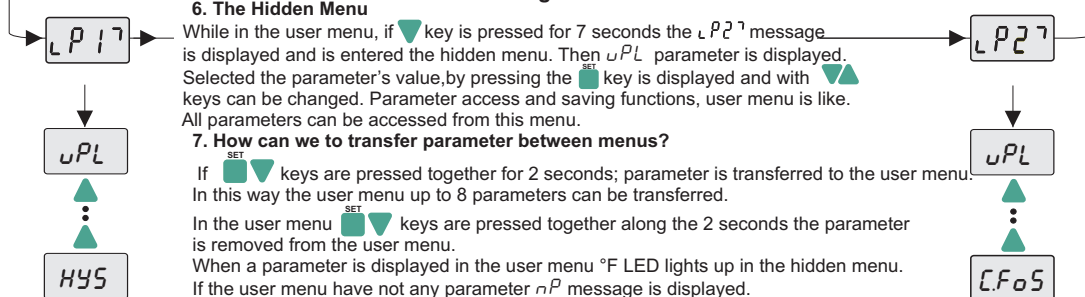 6. The Hidden Menu
While in the user menu, if key is pressed for 7 seconds the ꜖P2⁊ message
is displayed and is entered the hidden menu. Then uPL parameter is displayed.
SET
Selected the parameter's value,by pressing the key is displayed and with
keys can be changed. Parameter access and saving functions, user menu is like.
All parameters can be accessed from this menu.
7. How can we to transfer parameter between menus?
SET
If keys are pressed together for 2 seconds; parameter is transferred to the user menu.
In this way the user menu up to 8 parameters can be transferred.
SET
In the user menu keys are pressed together along the 2 seconds the parameter
is removed from the user menu.
When a parameter is displayed in the user menu °F LED lights up in the hidden menu.
If the user menu have not any parameter nP message is displayed.
꜖P1⁊
uPL
HYS
꜖P2⁊
uPL
C.FoS